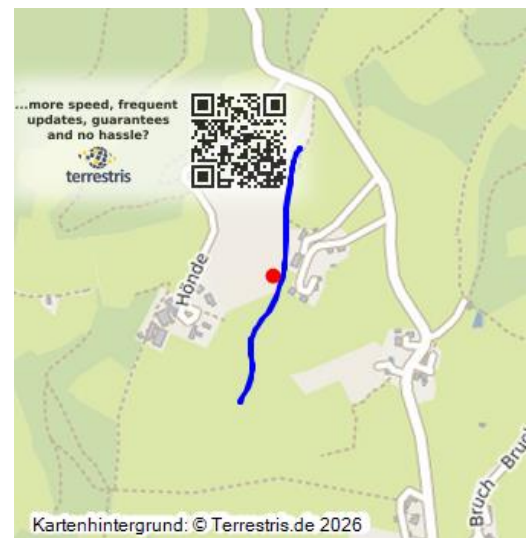 ...more speed, frequent
updates, guarantees
and no hassle?
terrestris
Hönde
Bruch
Bruch
Kartenhintergrund: © Terrestris.de 2026